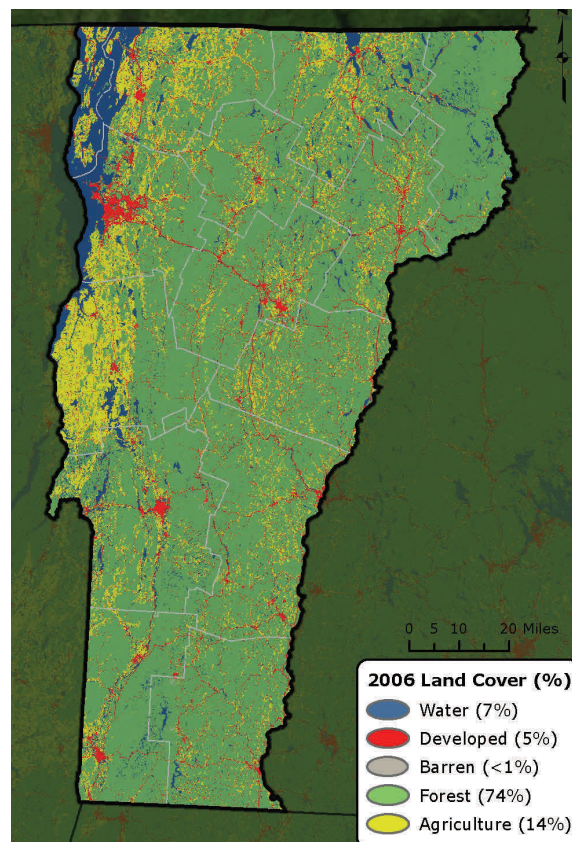 0 5 10 20 Miles
2006 Land Cover (%)
Water (7%)
Developed (5%)
Barren (<1%)
Forest (74%)
Agriculture (14%)